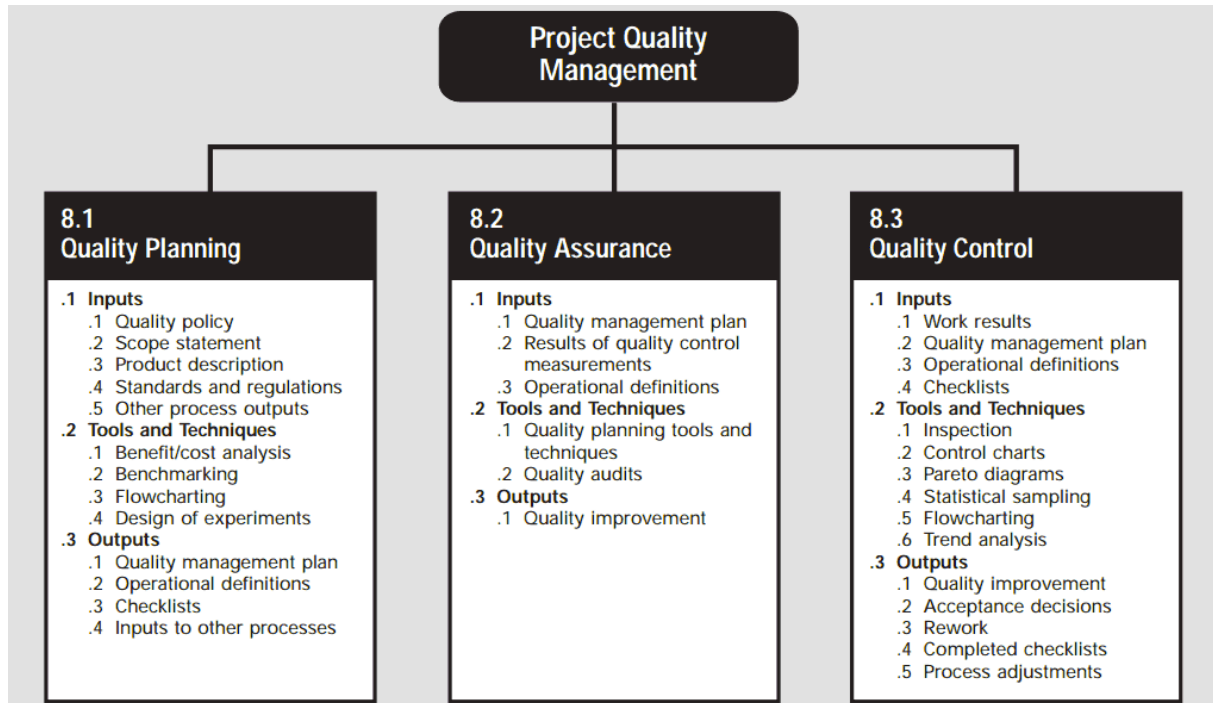 Project Quality
Management
8.1
Quality Planning
.1 Inputs
.1 Quality policy
.2 Scope statement
.3 Product description
.4 Standards and regulations
.5 Other process outputs
.2 Tools and Techniques
.1 Benefit/cost analysis
.2 Benchmarking
.3 Flowcharting
.4 Design of experiments
.3 Outputs
.1 Quality management plan
.2 Operational definitions
.3 Checklists
.4 Inputs to other processes
8.2
Quality Assurance
.1 Inputs
.1 Quality management plan
.2 Results of quality control
measurements
.3 Operational definitions
.2 Tools and Techniques
.1 Quality planning tools and
techniques
.2 Quality audits
.3 Outputs
.1 Quality improvement
8.3
Quality Control
.1 Inputs
.1 Work results
.2 Quality management plan
.3 Operational definitions
.4 Checklists
.2 Tools and Techniques
.1 Inspection
.2 Control charts
.3 Pareto diagrams
.4 Statistical sampling
.5 Flowcharting
.6 Trend analysis
.3 Outputs
.1 Quality improvement
.2 Acceptance decisions
.3 Rework
.4 Completed checklists
.5 Process adjustments